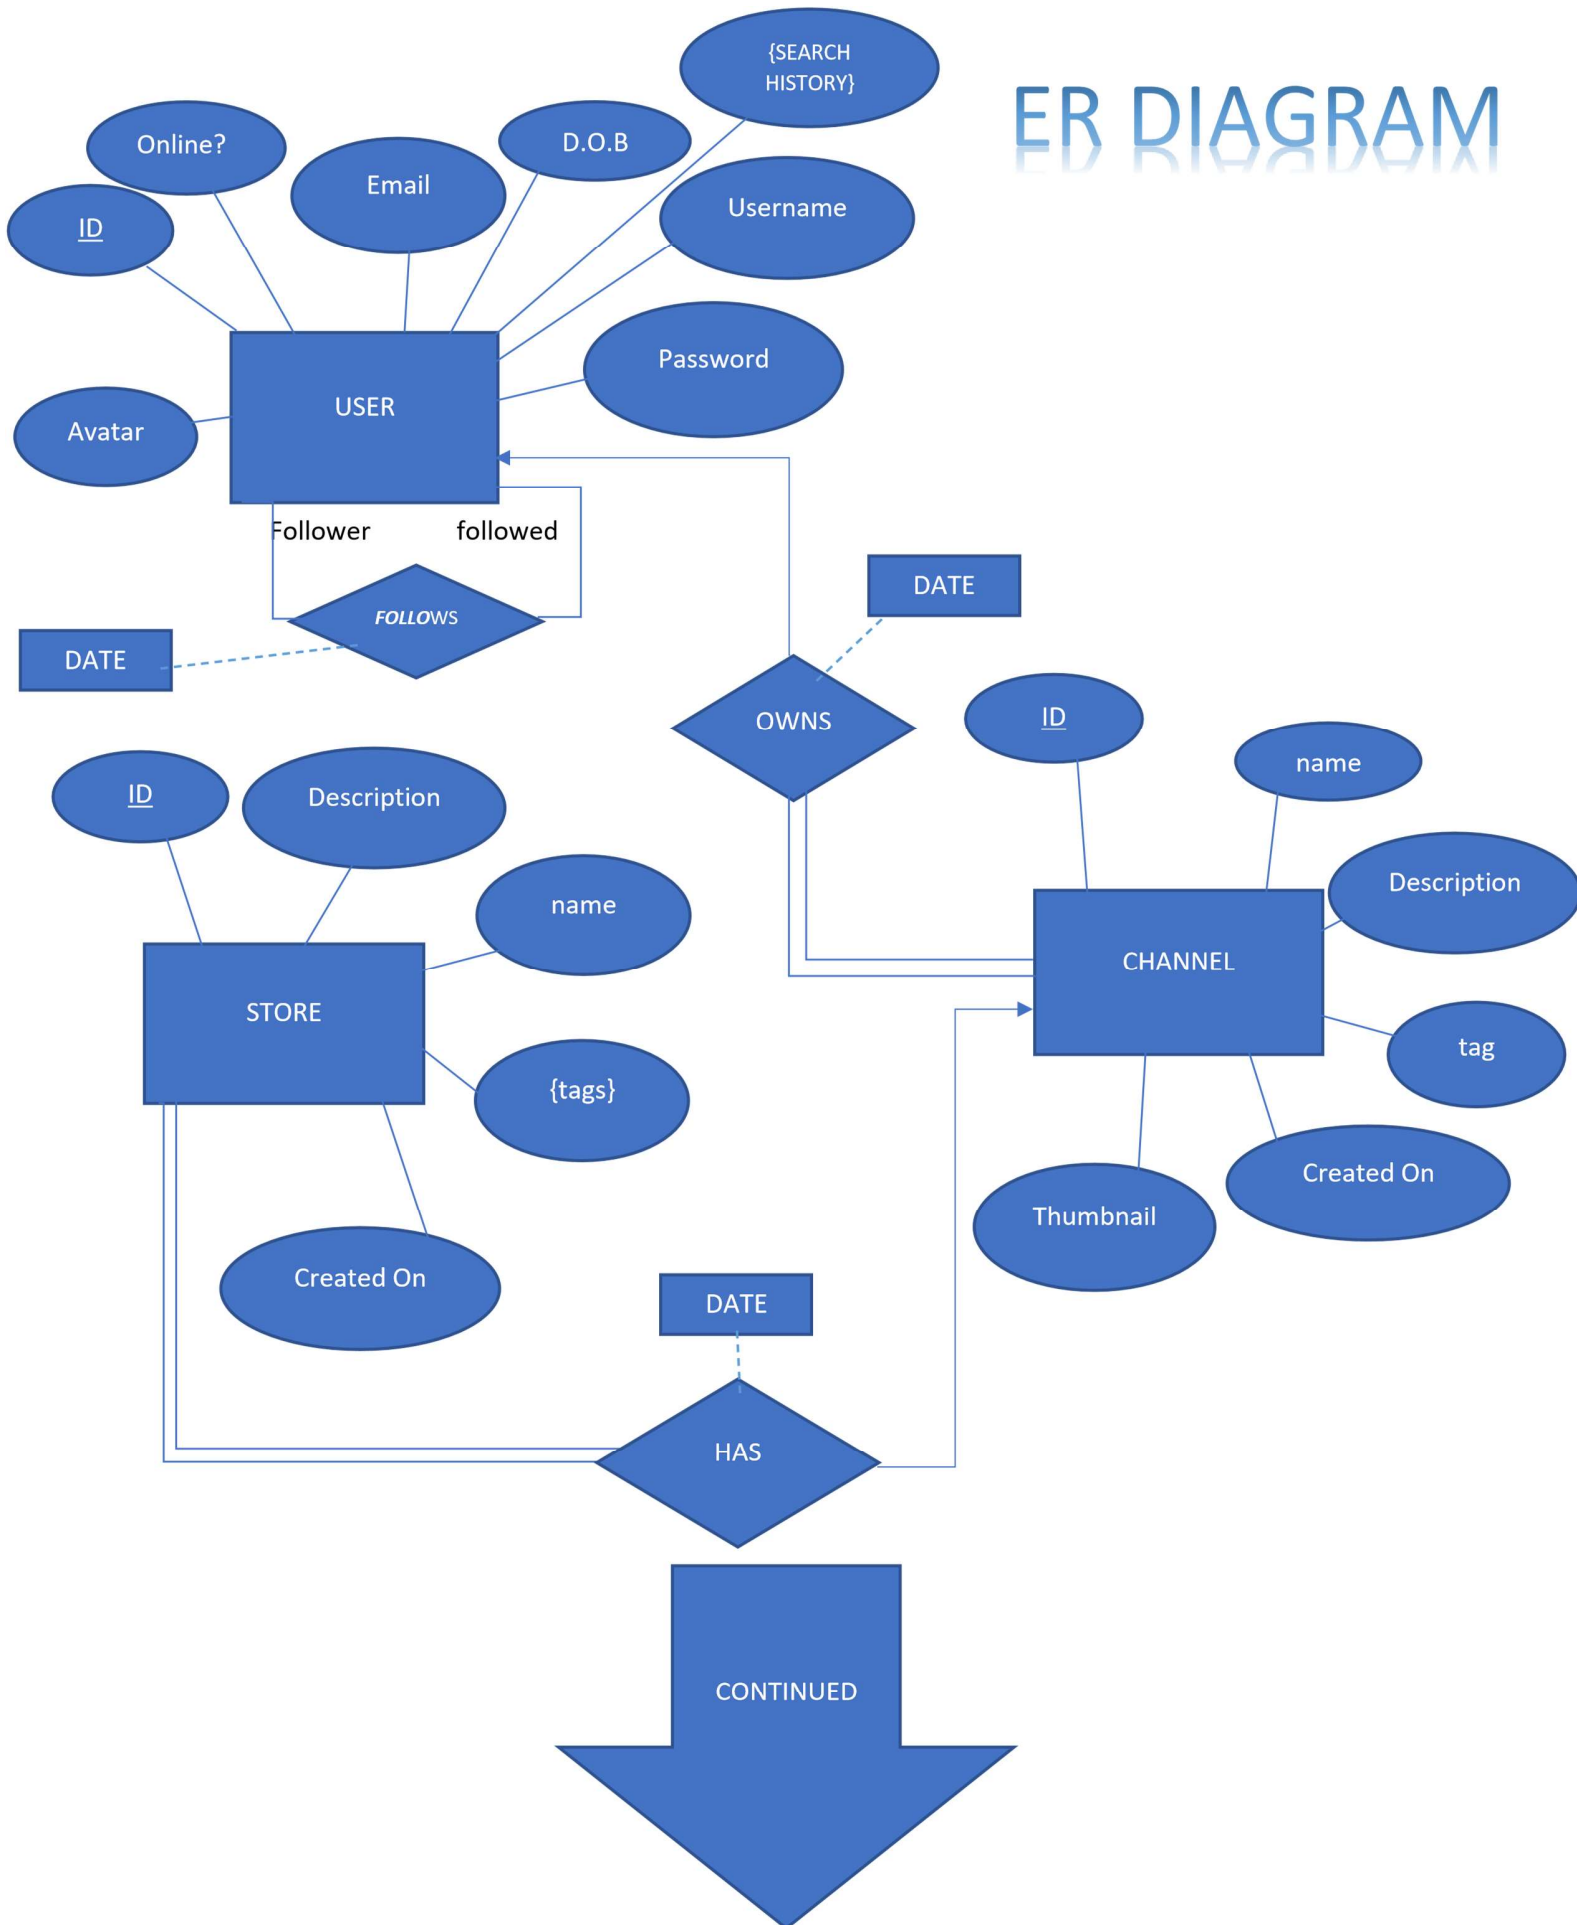 ER DIAGRAM
{SEARCH
HISTORY}
Online?
Email
D.O.B
ID
Username
Password
USER
Avatar
Follower
followed
FOLLOWS
DATE
DATE
OWNS
ID
name
ID
Description
name
Description
CHANNEL
STORE
{tags}
tag
Created On
Thumbnail
Created On
DATE
HAS
CONTINUED